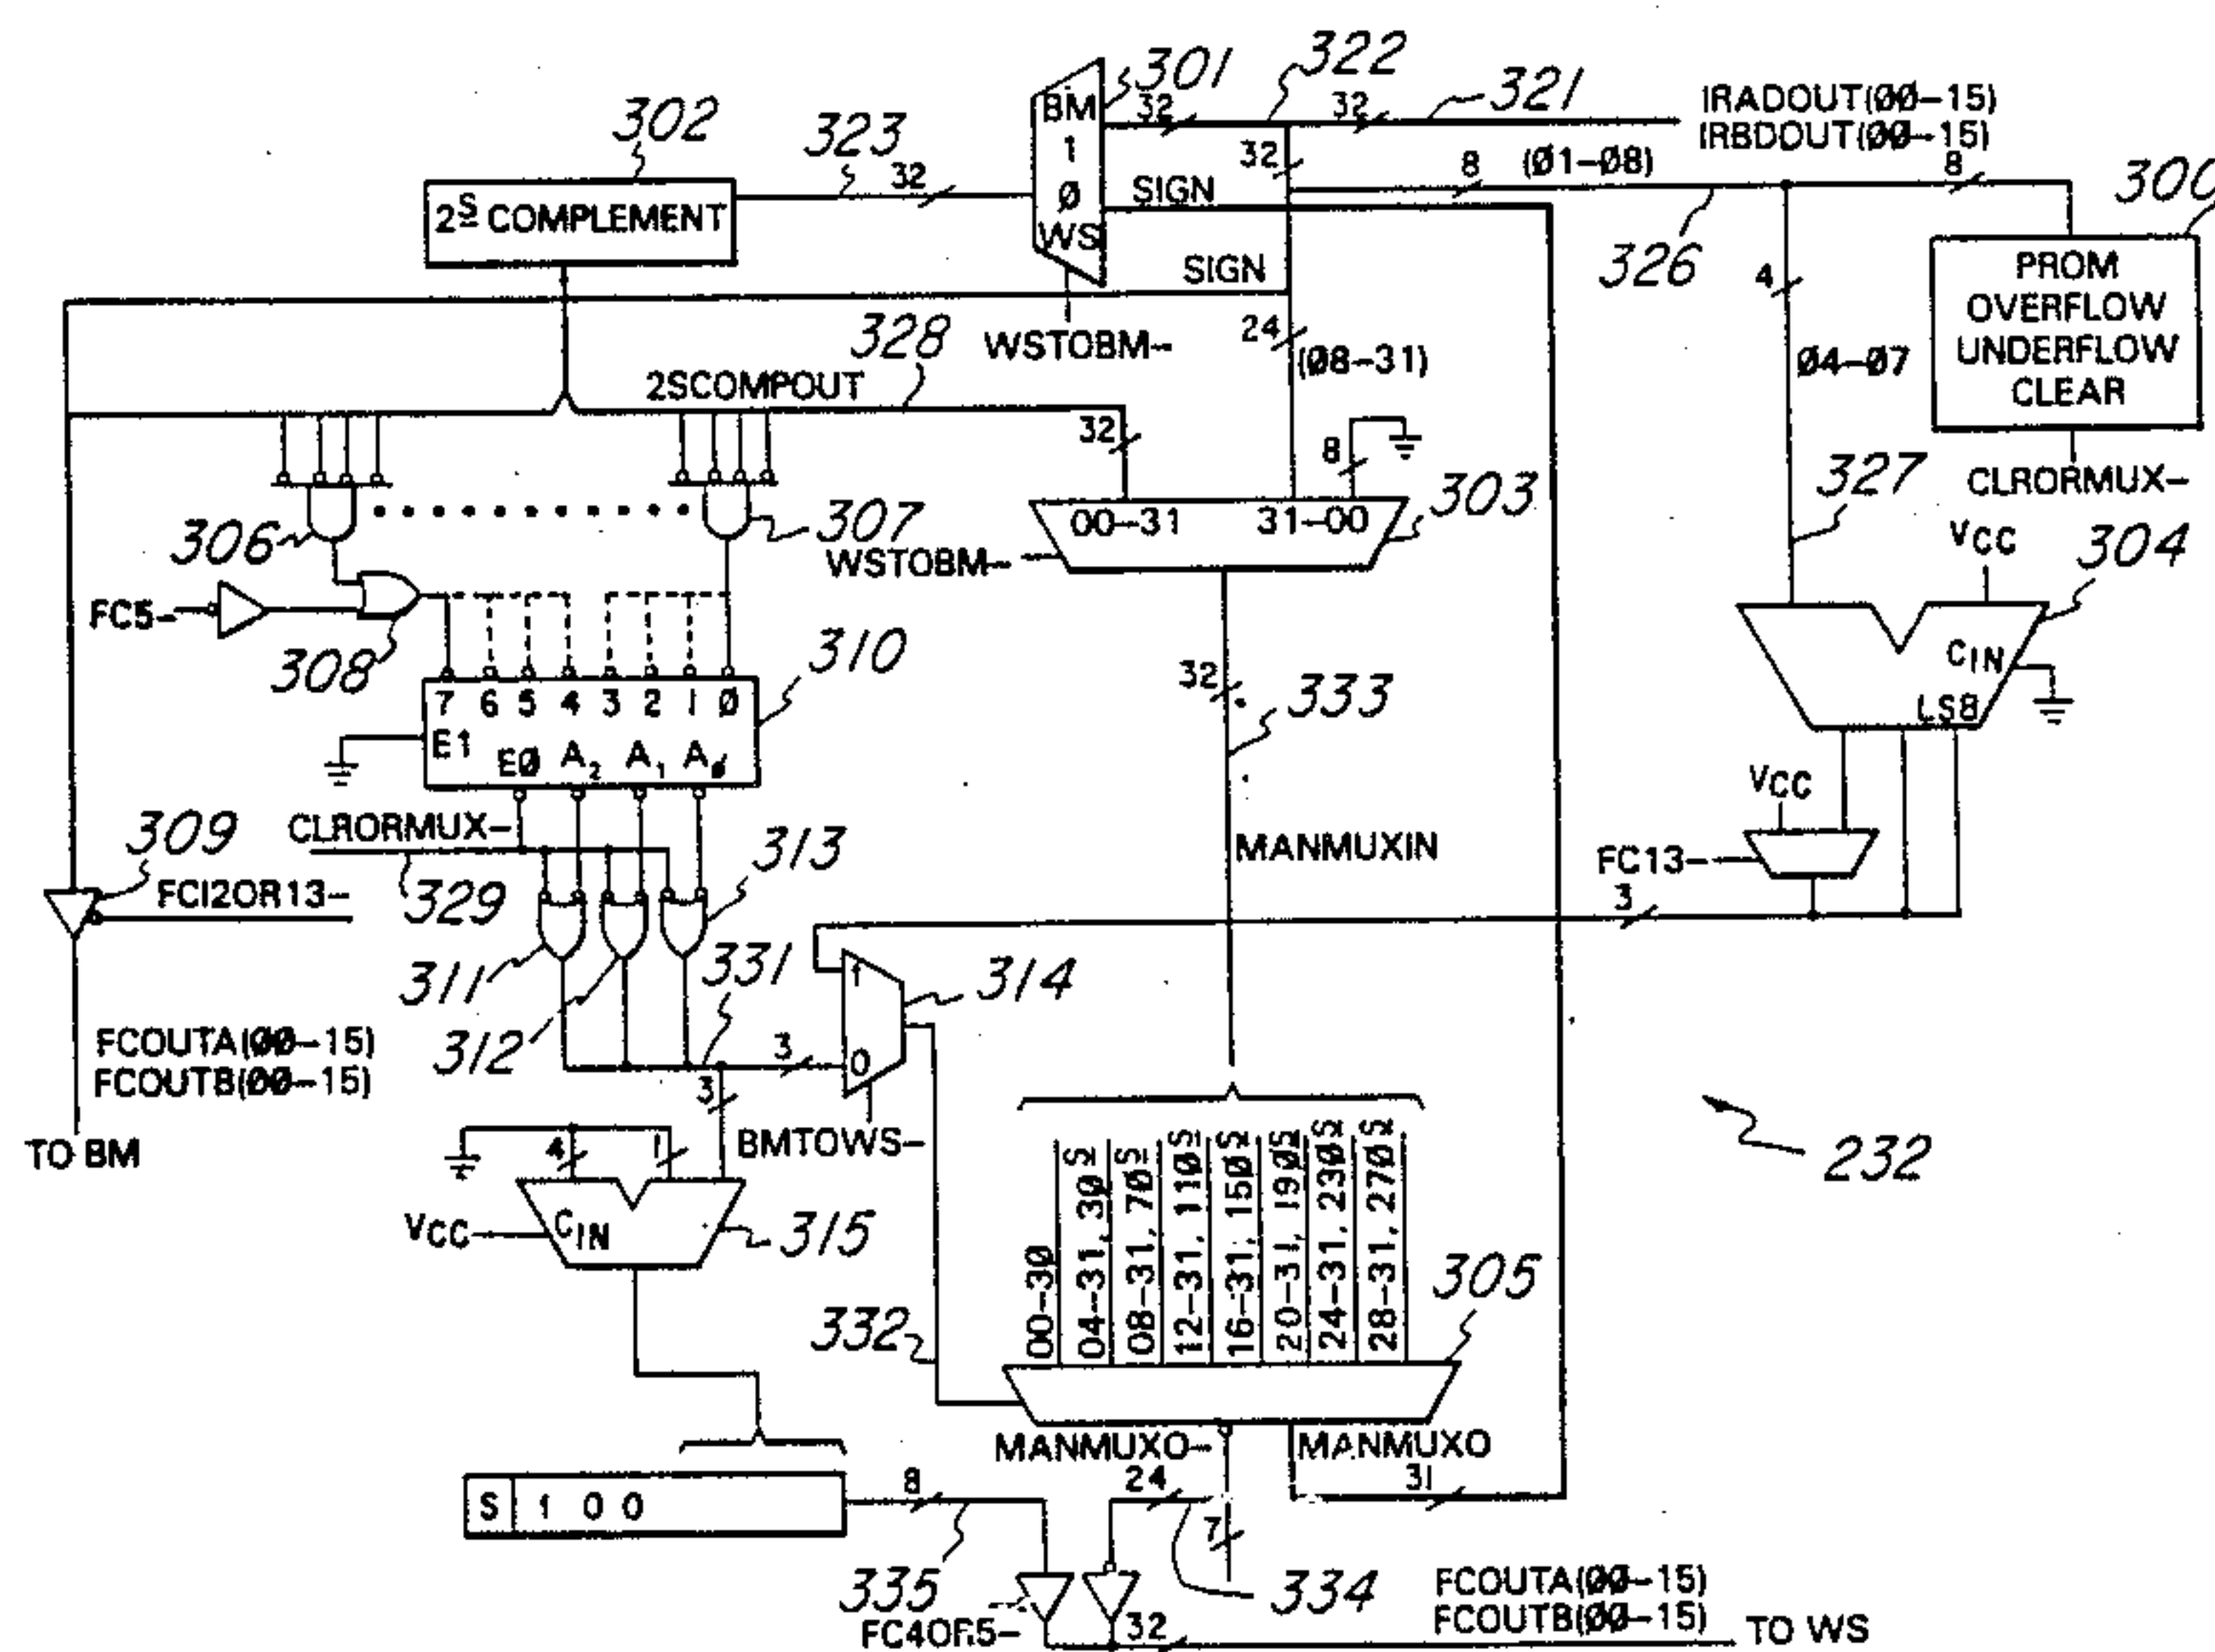 301
322
321
IRADOUT(00-15)
IRBDOUT(00-15)
302
323
32
BM
1
0
WS
32
32
32
8
(01-08)
8
300
SIGN
2S COMPLEMENT
SIGN
326
PROM
OVERFLOW
UNDERFLOW
CLEAR
4
24
328
WSTOBM-
(08-31)
04-07
2SCOMPOUT
32
8
327
CLRORMUX-
303
00-31
31-00
306
307
WSTOBM-
VCC
304
FC5-
308
310
CIN
7 6 5 4 3 2 1 0
32
333
LS8
E1
E0 A2 A1 A0
VCC
309
CLRORMUX-
313
MANMUXIN
FC13-
FC12OR13-
329
3
311
331
1
314
312
FCOUTA(00-15)
FCOUTB(00-15)
3
0
3
TO BM
4
1
BMTOWS-
232
VCC
CIN
315
00-30
04-31, 30S
08-31, 70S
12-31, 110S
16-31, 150S
20-31, 190S
24-31, 230S
28-31, 270S
305
332
MANMUXO-
MANMUXO
24
31
S 1 0 0
8
7
335
334
FCOUTA(00-15)
FCOUTB(00-15)
FC4OR5-
32
TO WS